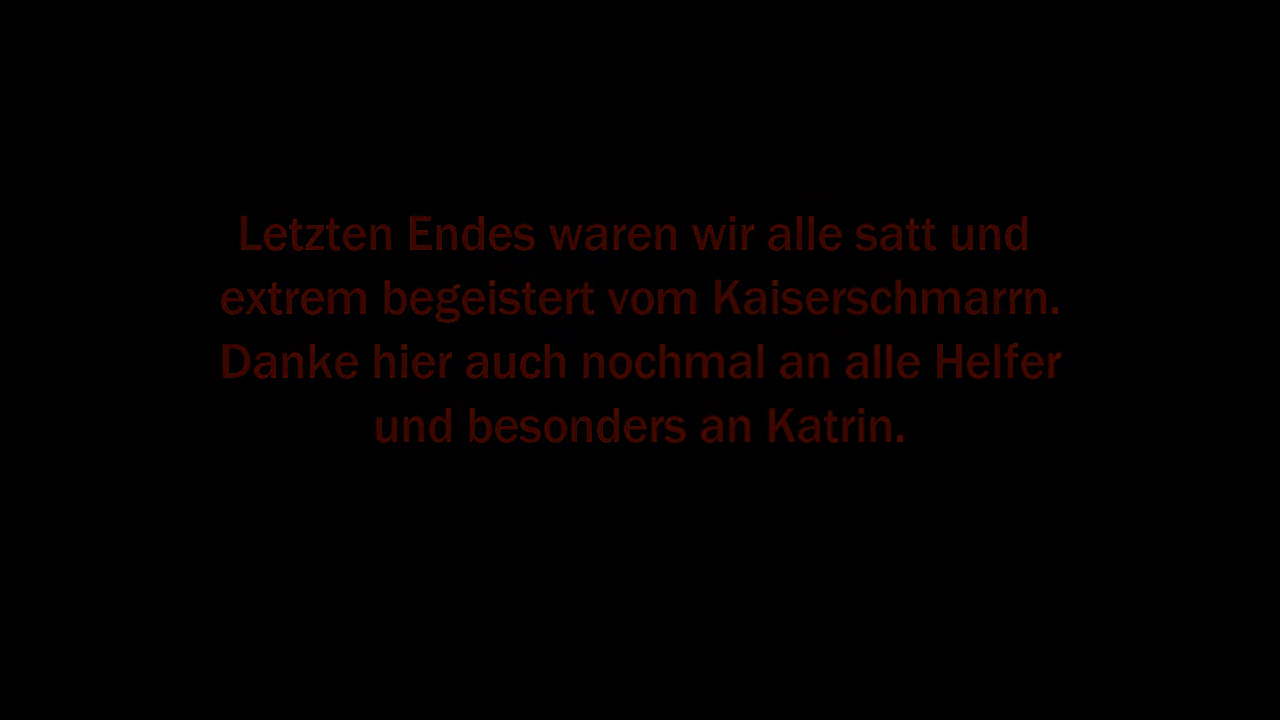 Letzten Endes waren wir alle satt und
extrem begeistert vom Kaiserschmarrn.
Danke hier auch nochmal an alle Helfer
und besonders an Katrin.